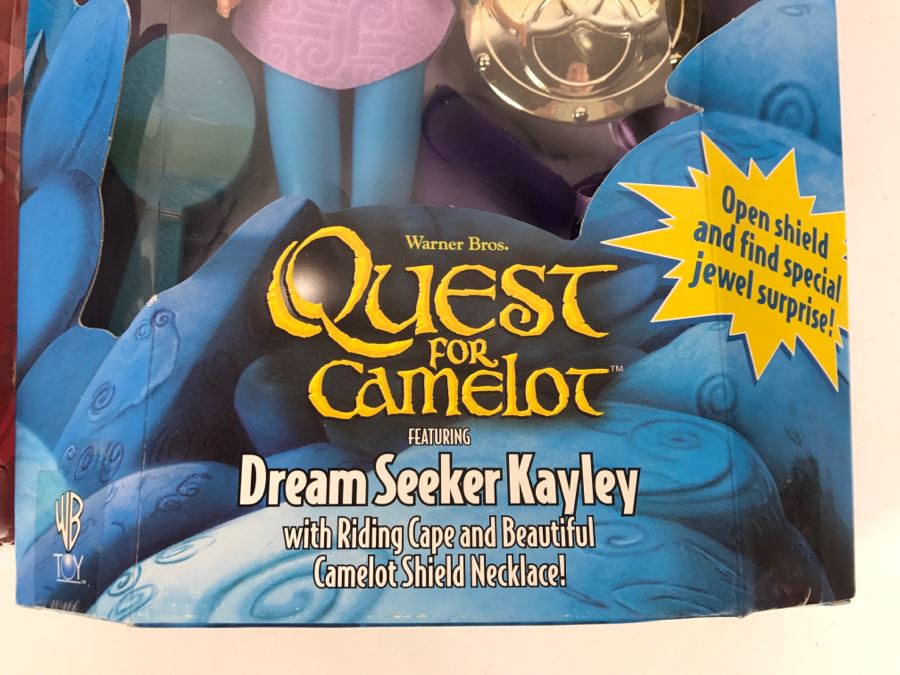 Warner Bros.
QUEST
FOR
CAMELOT™
FEATURING
Dream Seeker Kayley
with Riding Cape and Beautiful
Camelot Shield Necklace!
Open shield
and find special
jewel surprise!
WB
TOY